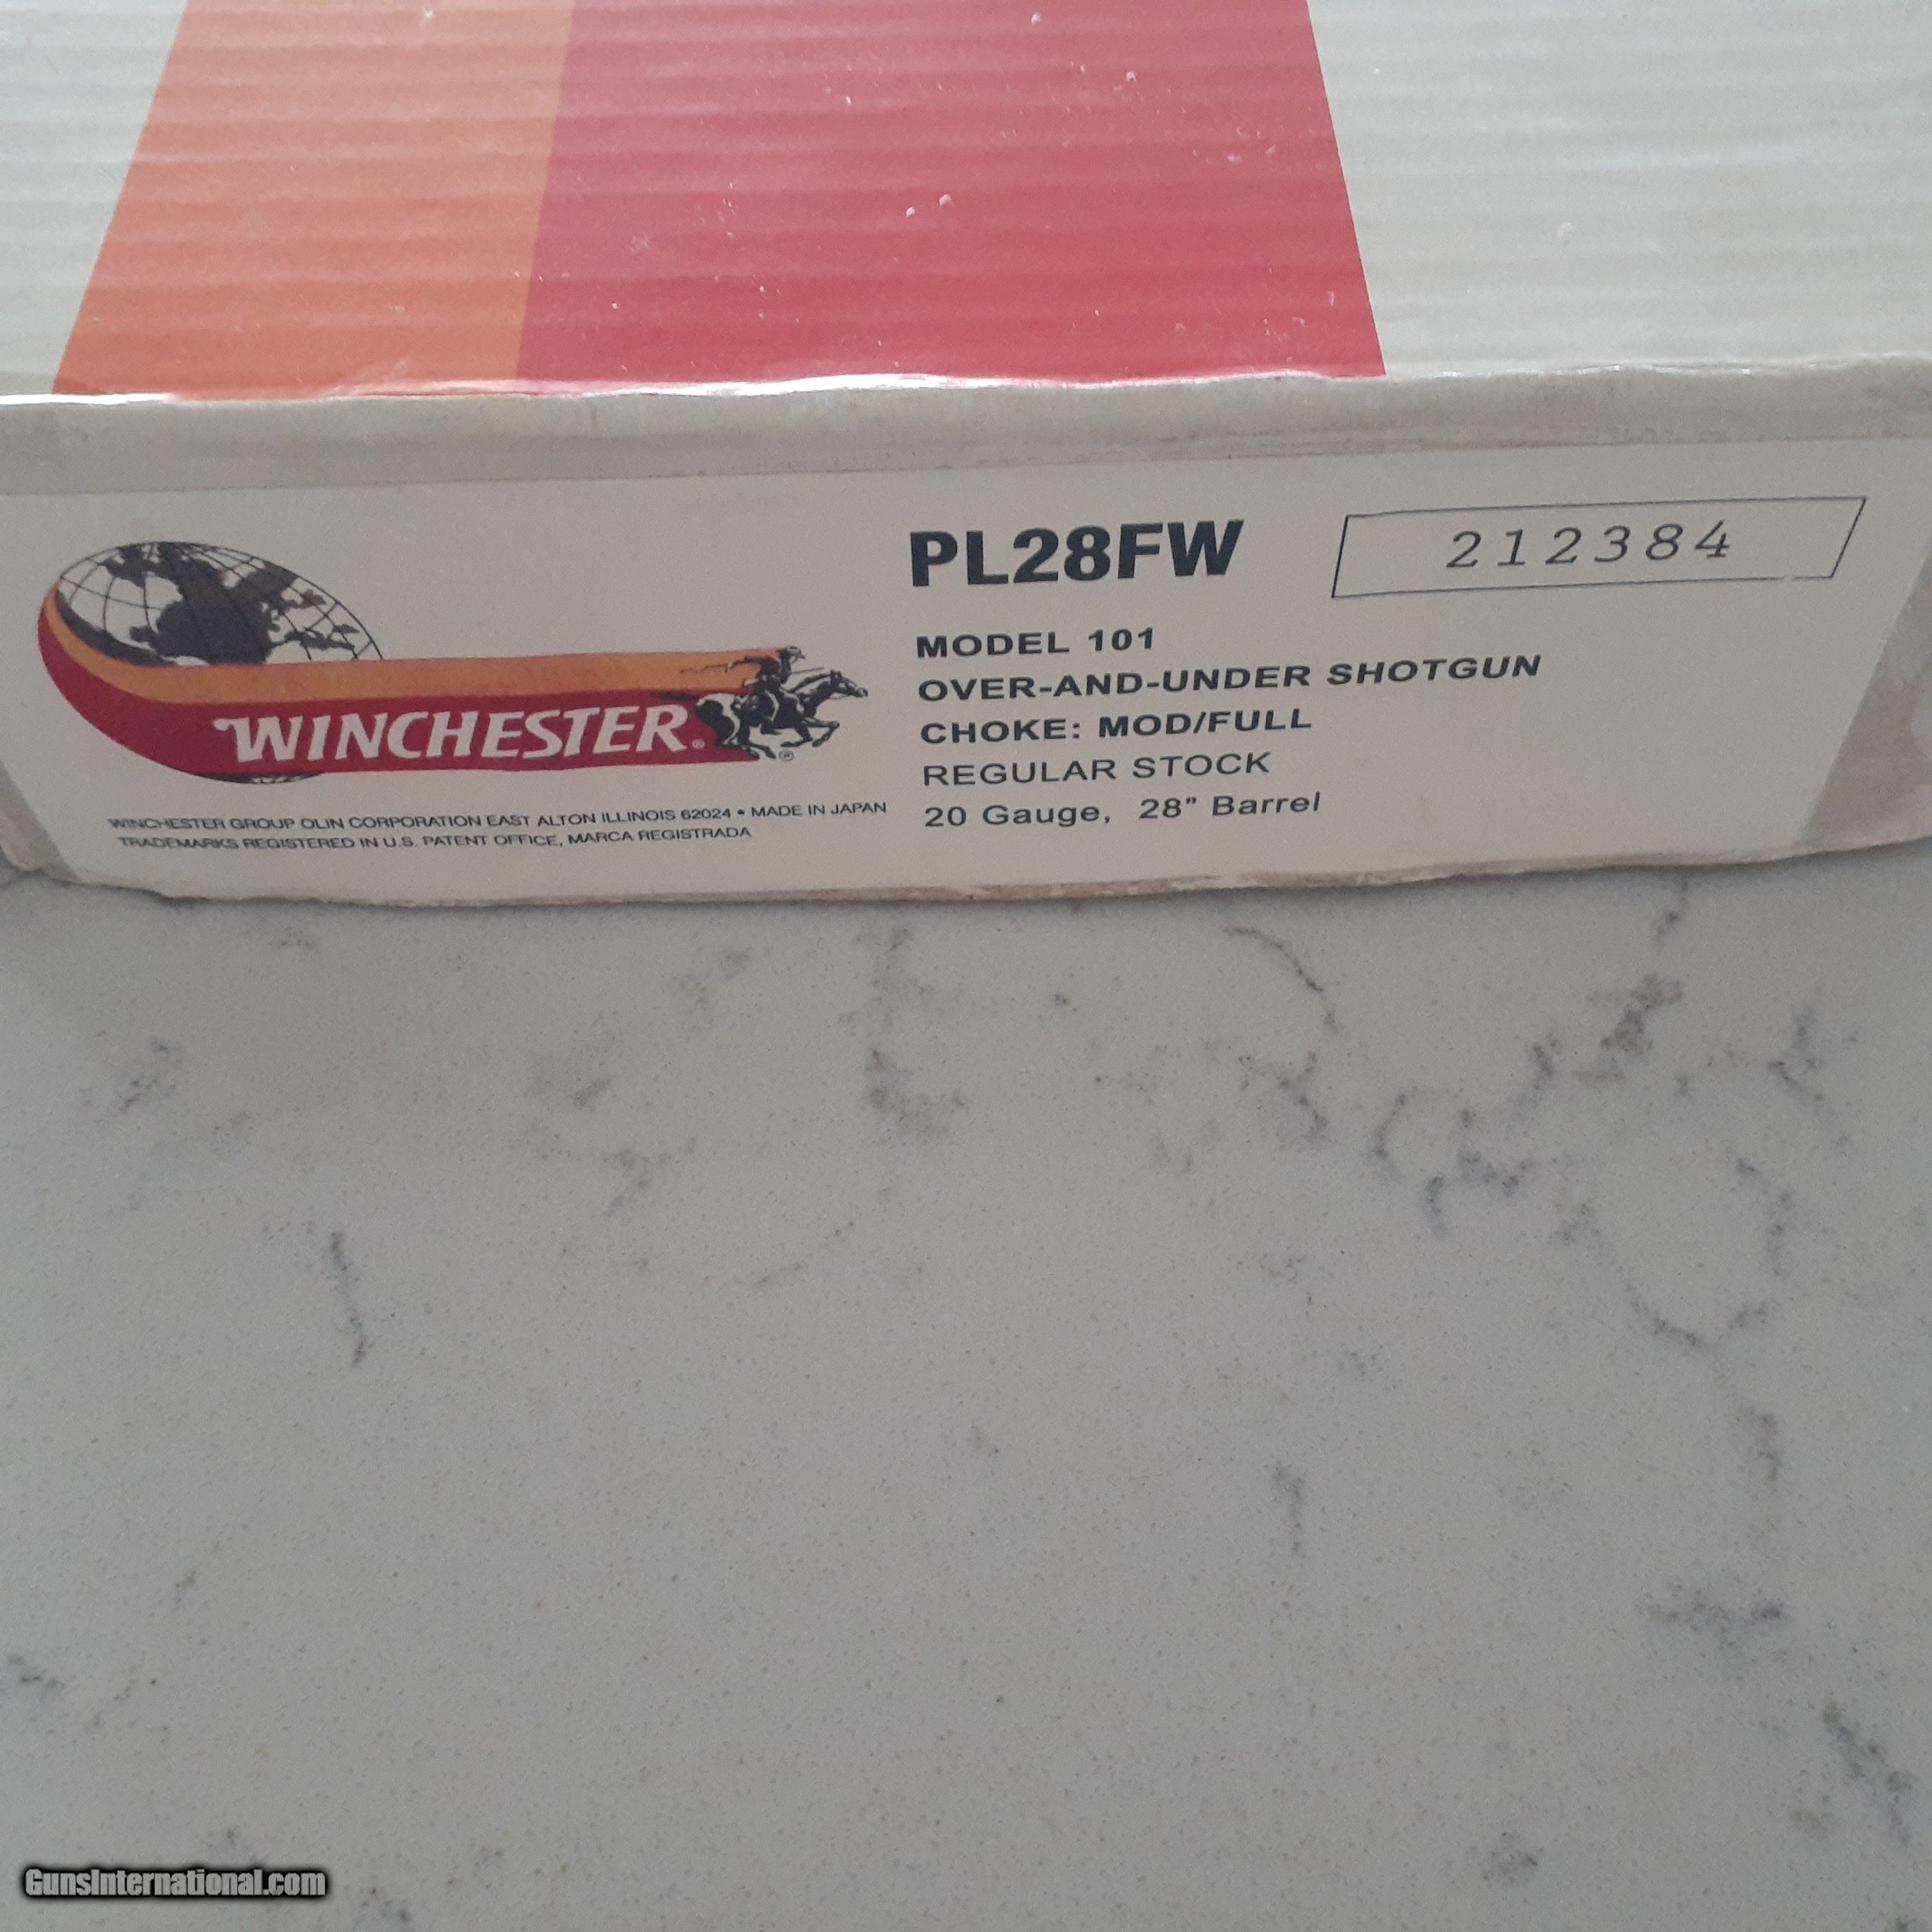 PL28FW
212384
MODEL 101
OVER-AND-UNDER SHOTGUN
CHOKE: MOD/FULL
REGULAR STOCK
20 Gauge, 28” Barrel
WINCHESTER®
®
WINCHESTER GROUP OLIN CORPORATION EAST ALTON ILLINOIS 62024 • MADE IN JAPAN
TRADEMARKS REGISTERED IN U.S. PATENT OFFICE, MARCA REGISTRADA
GunsInternational.com